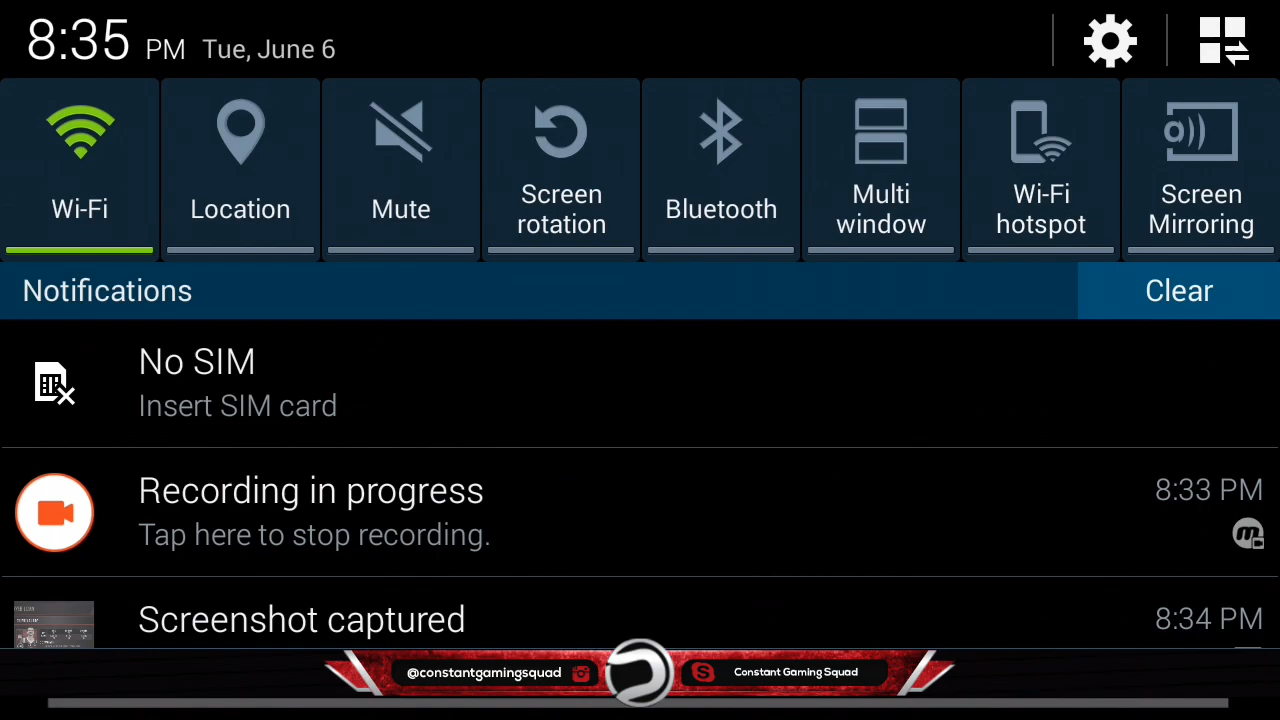 8:35 PM Tue, June 6
Wi-Fi
Location
Mute
Screen
rotation
Bluetooth
Multi
window
Wi-Fi
hotspot
Screen
Mirroring
Notifications
Clear
No SIM
Insert SIM card
Recording in progress
8:33 PM
Tap here to stop recording.
Screenshot captured
8:34 PM
@constantgamingsquad
Constant Gaming Squad